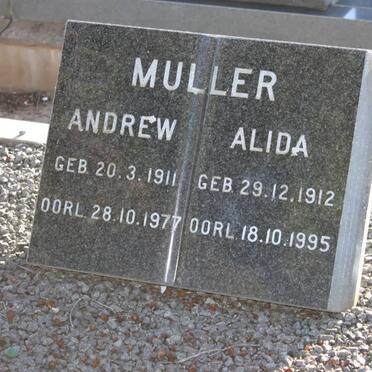 MULLER
ANDREW
GEB 20.3.1911
OORL. 28.10.1977
ALIDA
GEB 29.12.1912
OORL. 18.10.1995